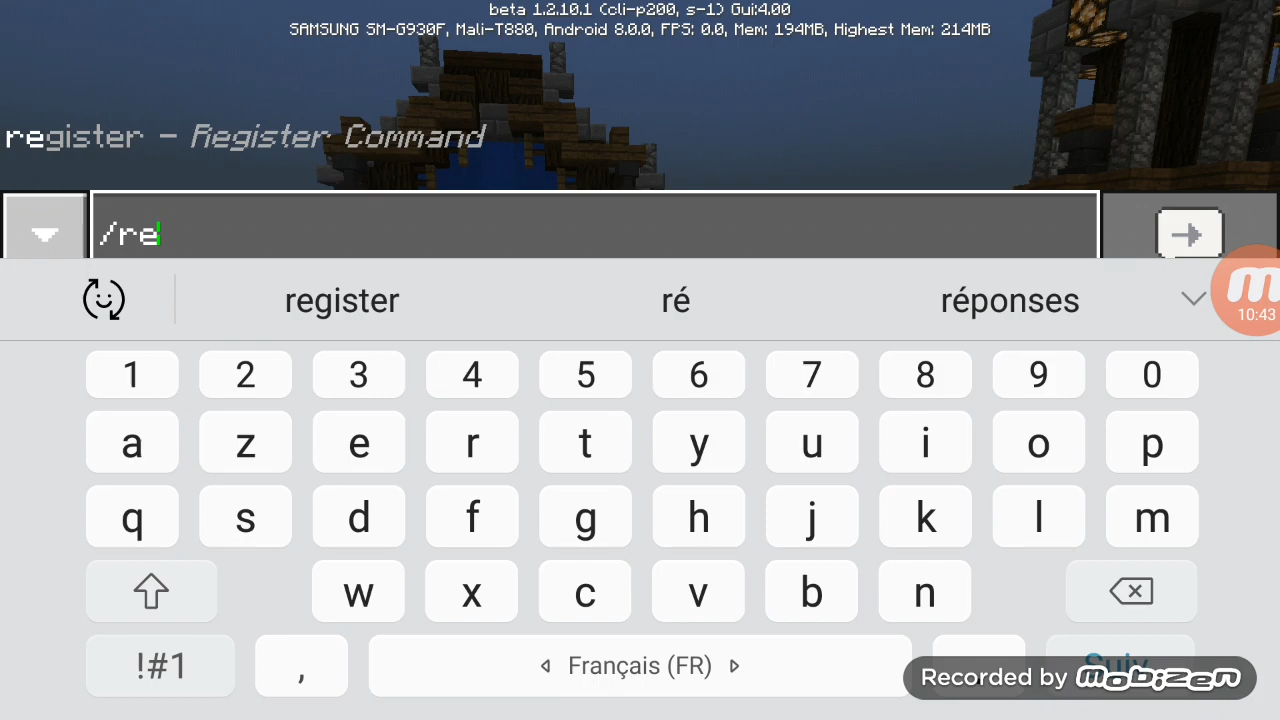 beta 1.2.10.1 (cli-p200, s-1) Gui:4.00
SAMSUNG SM-G930F, Mali-T880, Android 8.0.0, FPS: 0.0, Mem: 194MB, Highest Mem: 214MB
register - Register Command
/re
register ré réponses
10:43
1 2 3 4 5 6 7 8 9 0
a z e r t y u i o p
q s d f g h j k l m
w x c v b n
!#1 , Français (FR) Suiv.
Recorded by mobizen